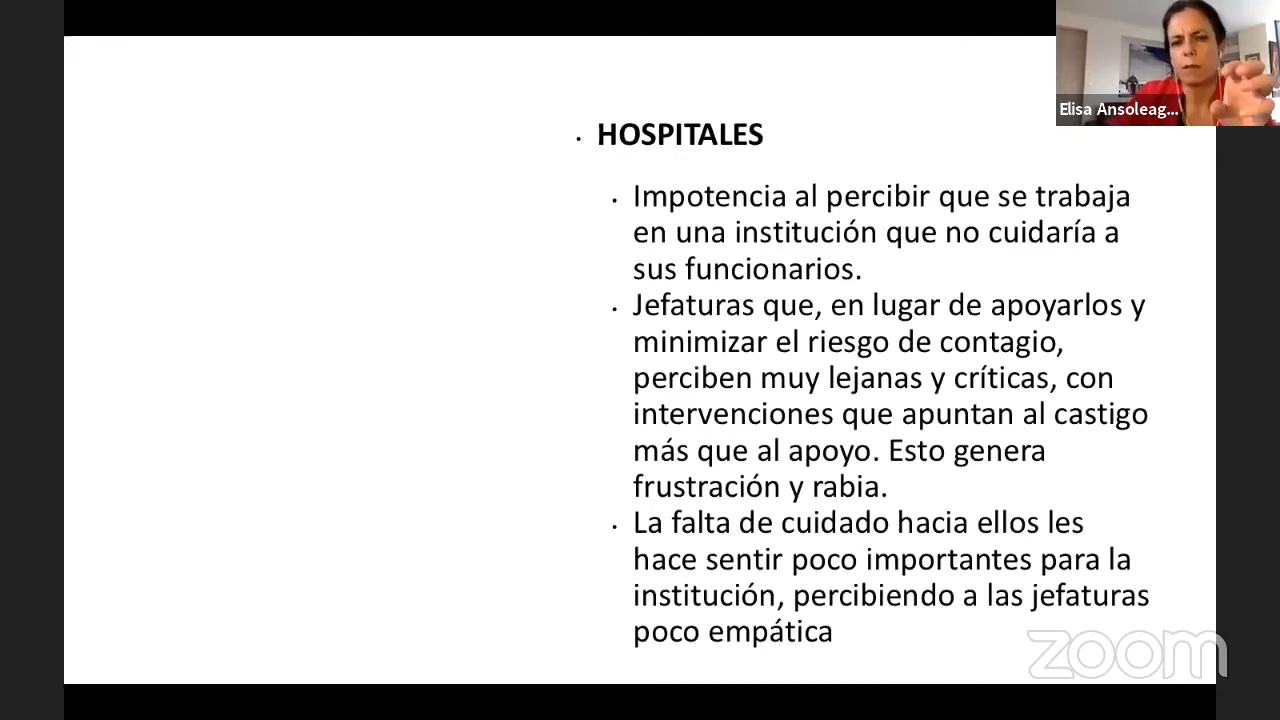 Elisa Ansoleag...
• HOSPITALES
• Impotencia al percibir que se trabaja
en una institución que no cuidaría a
sus funcionarios.
• Jefaturas que, en lugar de apoyarlos y
minimizar el riesgo de contagio,
perciben muy lejanas y críticas, con
intervenciones que apuntan al castigo
más que al apoyo. Esto genera
frustración y rabia.
• La falta de cuidado hacia ellos les
hace sentir poco importantes para la
institución, percibiendo a las jefaturas
poco empática
zoom